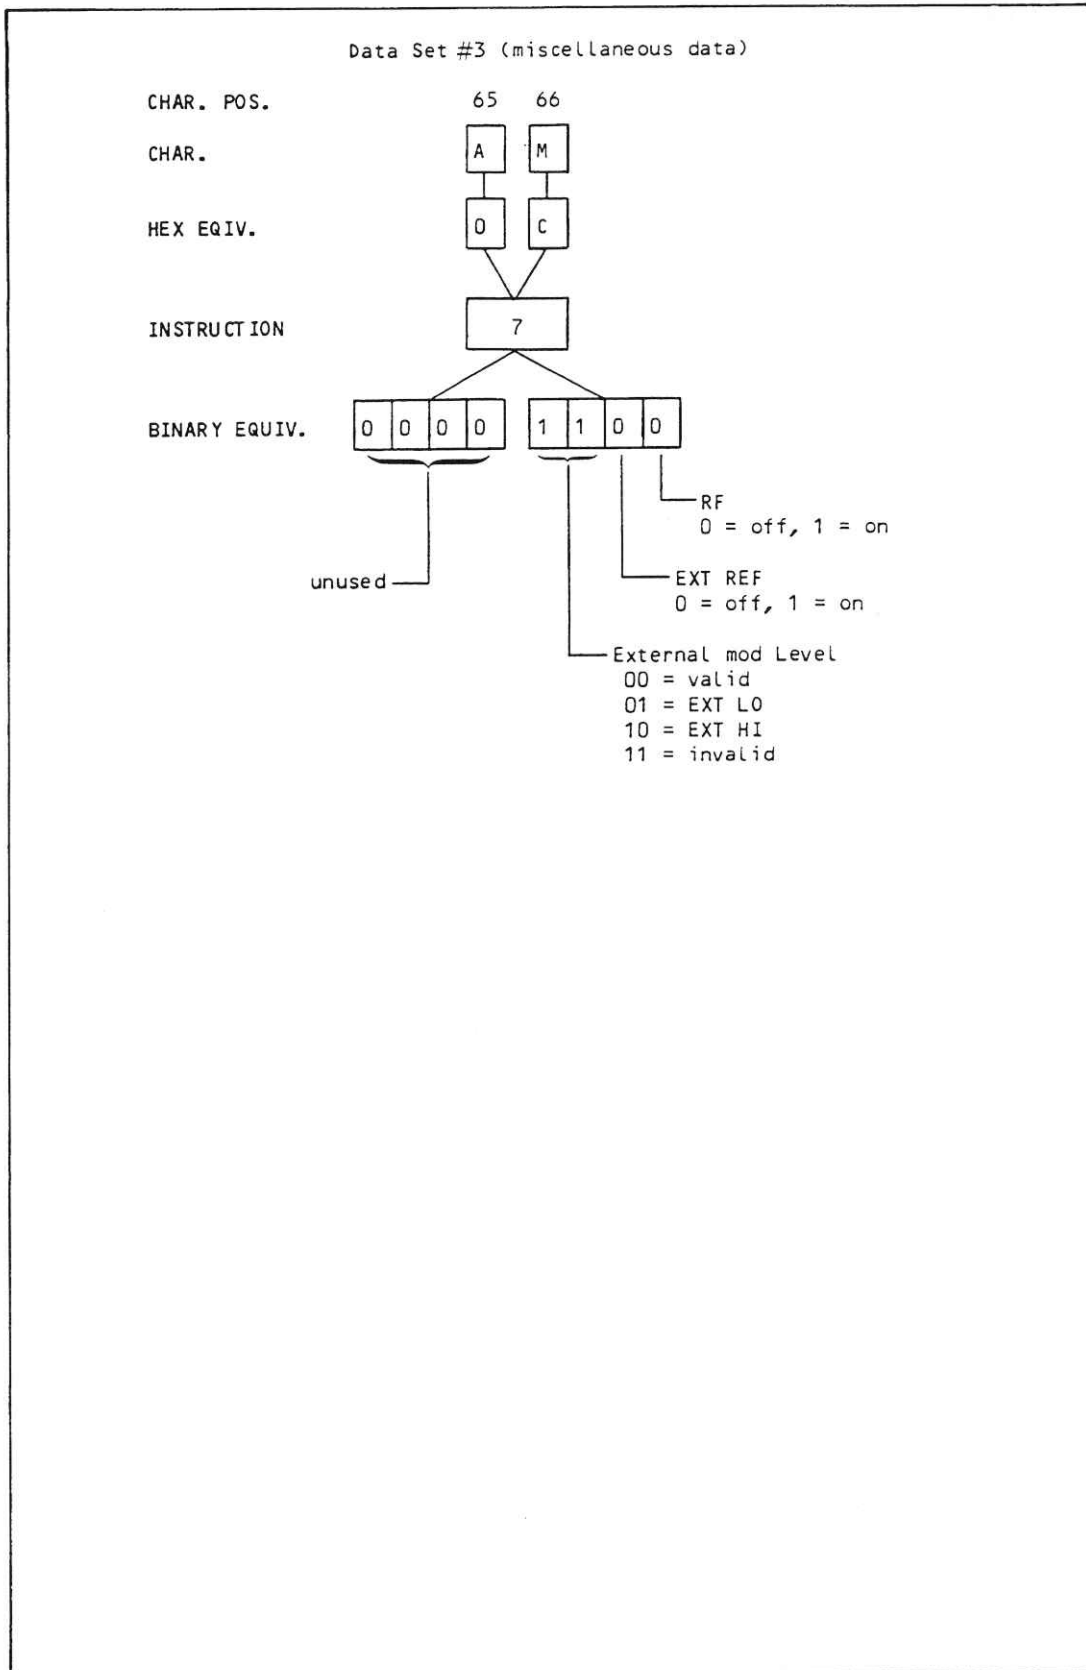 Data Set #3 (miscellaneous data)
CHAR. POS. 65 66
CHAR. A M
HEX EQIV. 0 C
INSTRUCTION 7
BINARY EQUIV. 0 0 0 0 1 1 0 0
RF
0 = off, 1 = on
unused
EXT REF
0 = off, 1 = on
External mod Level
00 = valid
01 = EXT LO
10 = EXT HI
11 = invalid